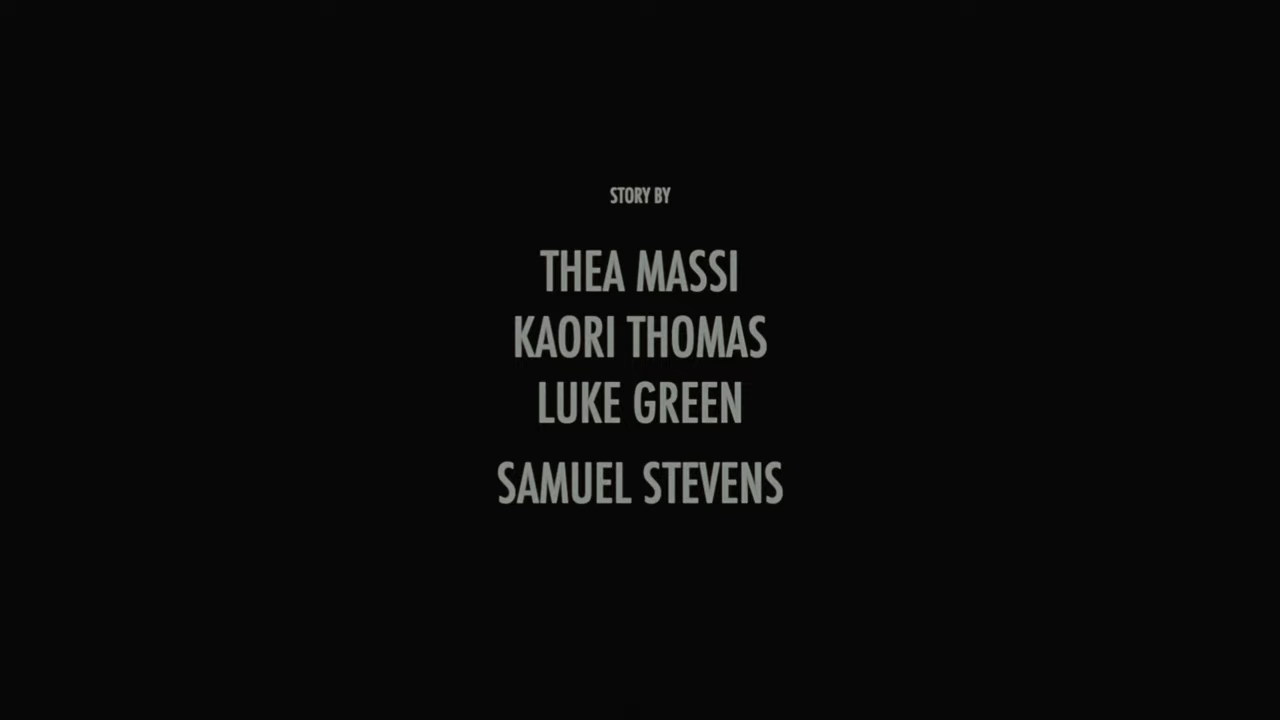 STORY BY
THEA MASSI
KAORI THOMAS
LUKE GREEN
SAMUEL STEVENS